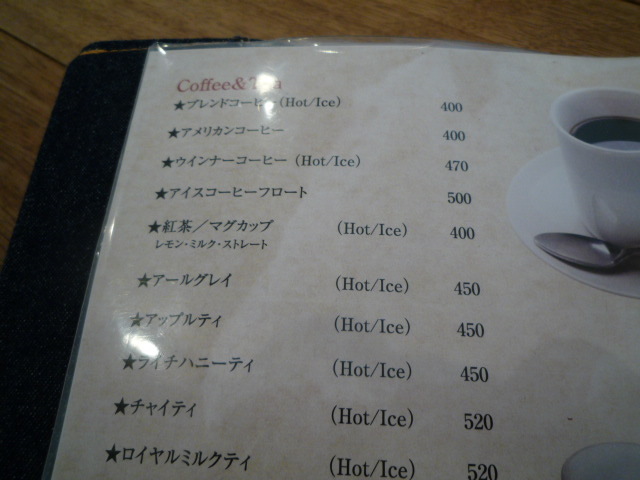 Coffee&Tea
★ブレンドコーヒー (Hot/Ice) 400
★アメリカンコーヒー 400
★ウインナーコーヒー (Hot/Ice) 470
★アイスコーヒーフロート 500
★紅茶／マグカップ (Hot/Ice) 400
レモン・ミルク・ストレート
★アールグレイ (Hot/Ice) 450
★アップルティ (Hot/Ice) 450
★ライチハニーティ (Hot/Ice) 450
★チャイティ (Hot/Ice) 520
★ロイヤルミルクティ (Hot/Ice) 520